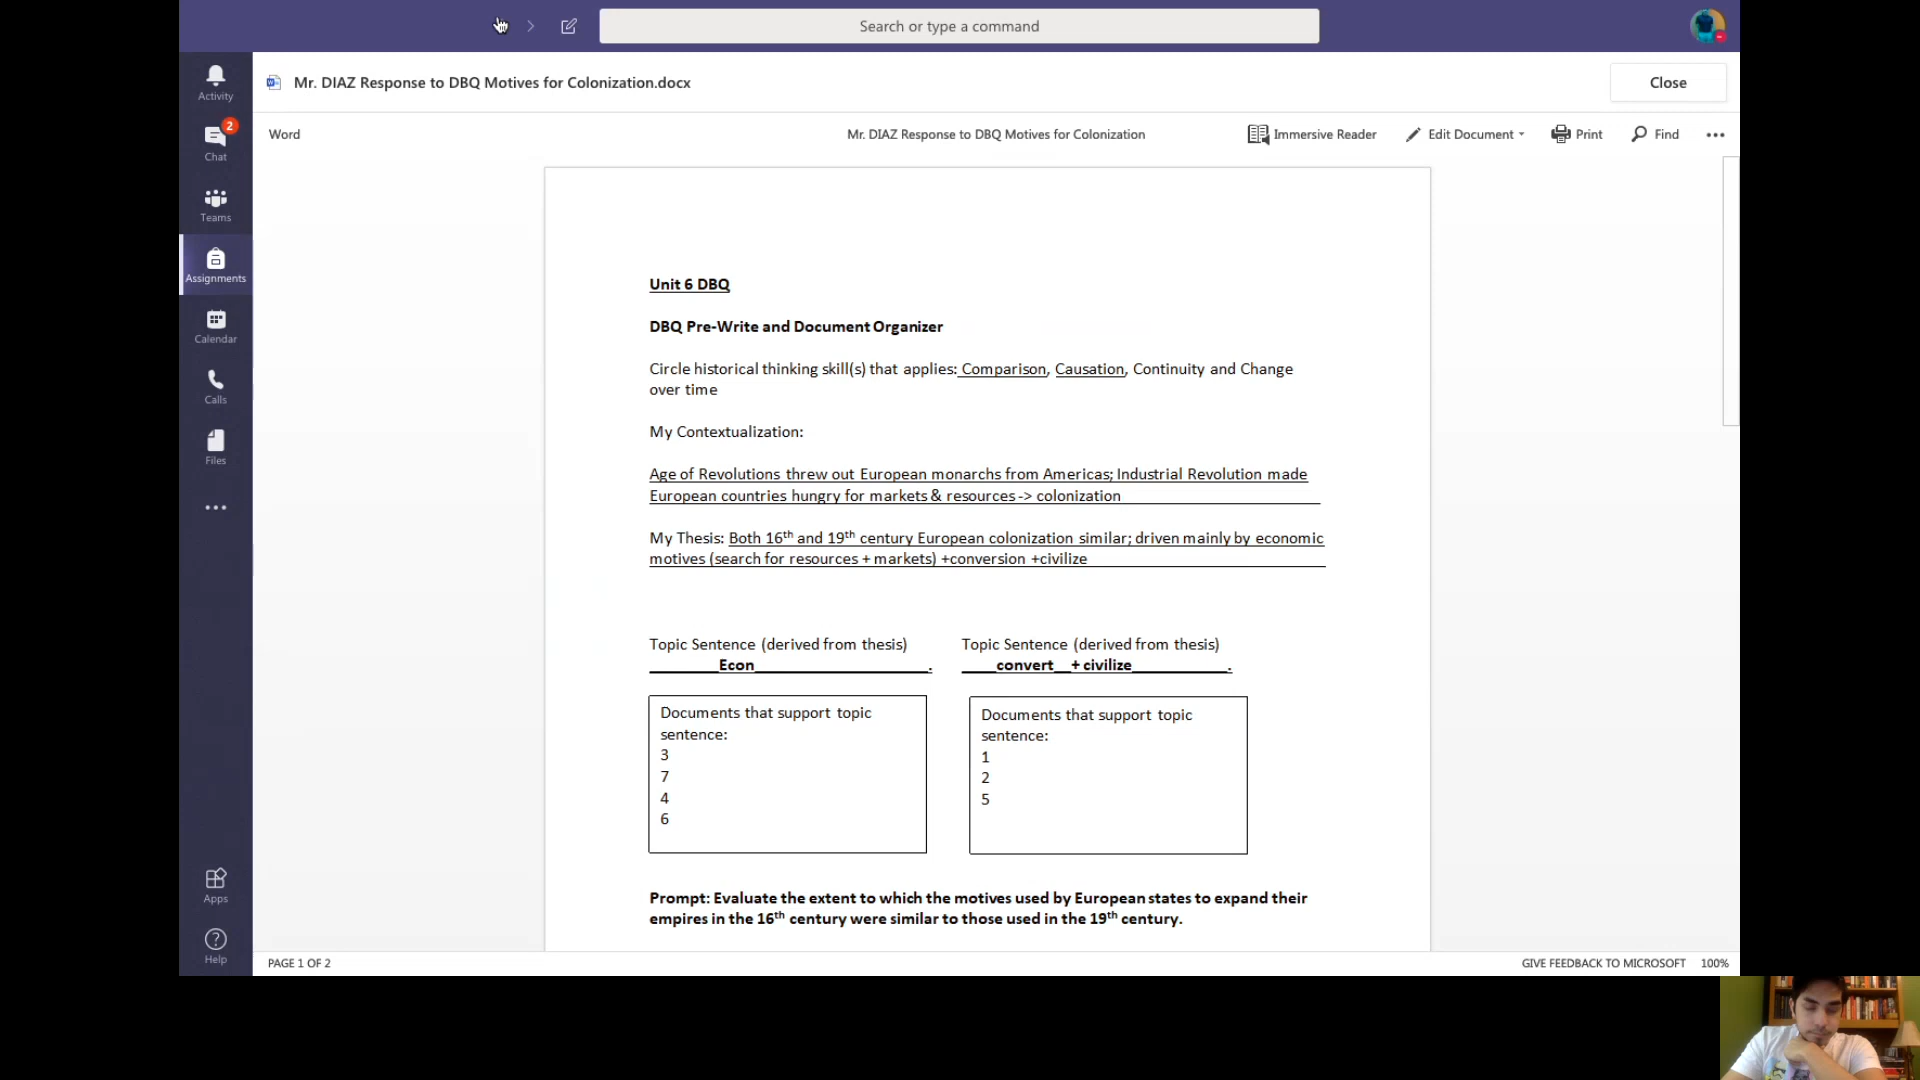 Search or type a command
Activity
Mr. DIAZ Response to DBQ Motives for Colonization.docx
Close
2
Chat
Word
Mr. DIAZ Response to DBQ Motives for Colonization
Immersive Reader
Edit Document
Print
Find
Teams
Assignments
Calendar
Calls
Files
Apps
Help
Unit 6 DBQ
DBQ Pre-Write and Document Organizer
Circle historical thinking skill(s) that applies: Comparison, Causation, Continuity and Change
over time
My Contextualization:
Age of Revolutions threw out European monarchs from Americas; Industrial Revolution made
European countries hungry for markets & resources -> colonization
My Thesis: Both 16th and 19th century European colonization similar; driven mainly by economic
motives (search for resources + markets) +conversion +civilize
Topic Sentence (derived from thesis)
________Econ____________________.
Documents that support topic
sentence:
3
7
4
6
Topic Sentence (derived from thesis)
____convert__+ civilize___________.
Documents that support topic
sentence:
1
2
5
Prompt: Evaluate the extent to which the motives used by European states to expand their
empires in the 16th century were similar to those used in the 19th century.
PAGE 1 OF 2
GIVE FEEDBACK TO MICROSOFT 100%